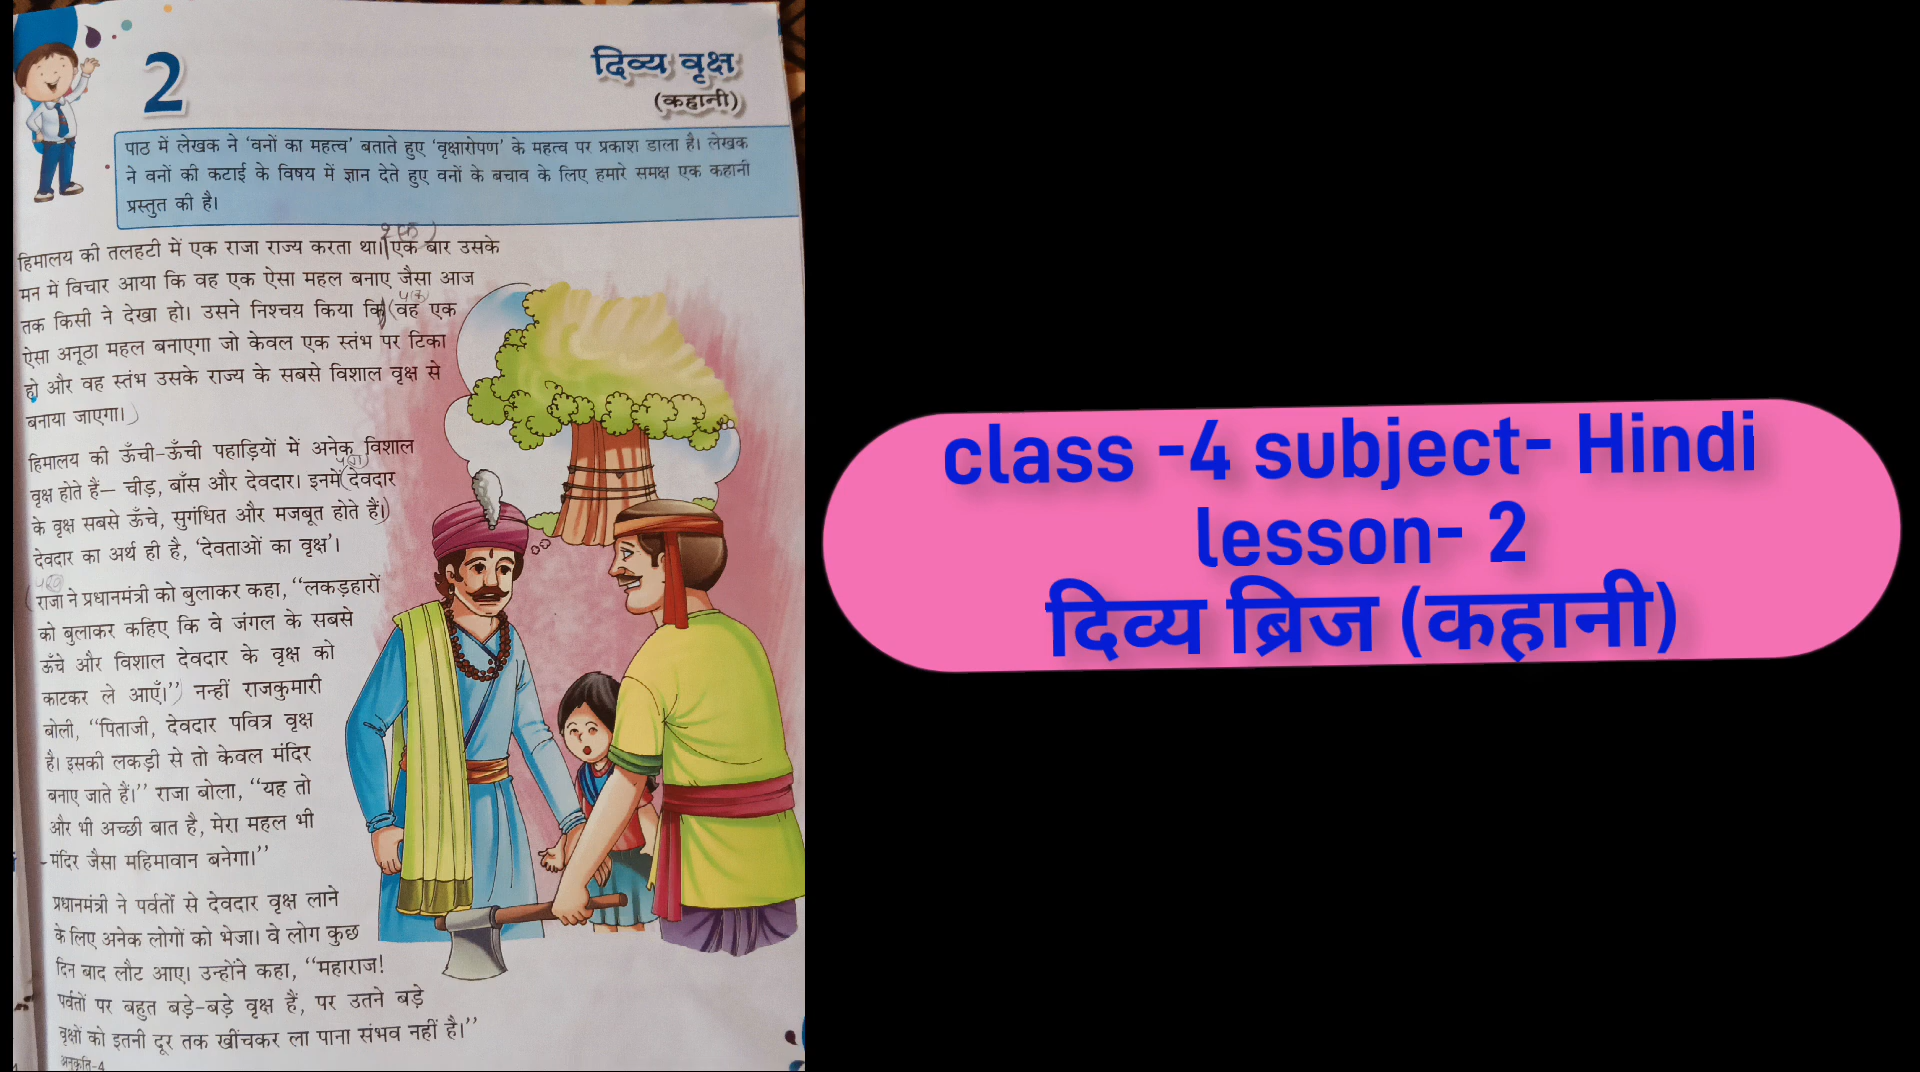 2
दिव्य वृक्ष
(कहानी)
पाठ में लेखक ने 'वनों का महत्व' बताते हुए 'वृक्षारोपण' के महत्व पर प्रकाश डाला है। लेखक
ने वनों की कटाई के विषय में ज्ञान देते हुए वनों के बचाव के लिए हमारे समक्ष एक कहानी
प्रस्तुत की है।
हिमालय की तलहटी में एक राजा राज्य करता था। एक बार उसके
मन में विचार आया कि वह एक ऐसा महल बनाए जैसा आज
तक किसी ने देखा हो। उसने निश्चय किया कि (वह एक
ऐसा अनूठा महल बनाएगा जो केवल एक स्तंभ पर टिका
हो और वह स्तंभ उसके राज्य के सबसे विशाल वृक्ष से
बनाया जाएगा।)
हिमालय की ऊँची-ऊँची पहाड़ियों में अनेक विशाल
वृक्ष होते हैं— चीड़, बाँस और देवदार। इनमें (देवदार
के वृक्ष सबसे ऊँचे, सुगंधित और मजबूत होते हैं।)
देवदार का अर्थ ही है, 'देवताओं का वृक्ष'।
(राजा ने प्रधानमंत्री को बुलाकर कहा, "लकड़हारों
को बुलाकर कहिए कि वे जंगल के सबसे
ऊँचे और विशाल देवदार के वृक्ष को
काटकर ले आएँ।") नन्हीं राजकुमारी
बोली, "पिताजी, देवदार पवित्र वृक्ष
है। इसकी लकड़ी से तो केवल मंदिर
बनाए जाते हैं।" राजा बोला, "यह तो
और भी अच्छी बात है, मेरा महल भी
मंदिर जैसा महिमावान बनेगा।"
प्रधानमंत्री ने पर्वतों से देवदार वृक्ष लाने
के लिए अनेक लोगों को भेजा। वे लोग कुछ
दिन बाद लौट आए। उन्होंने कहा, "महाराज!
पर्वतों पर बहुत बड़े-बड़े वृक्ष हैं, पर उतने बड़े
वृक्षों को इतनी दूर तक खींचकर ला पाना संभव नहीं है।"
अनुकृति-4
class -4 subject- Hindi
lesson- 2
दिव्य ब्रिज (कहानी)